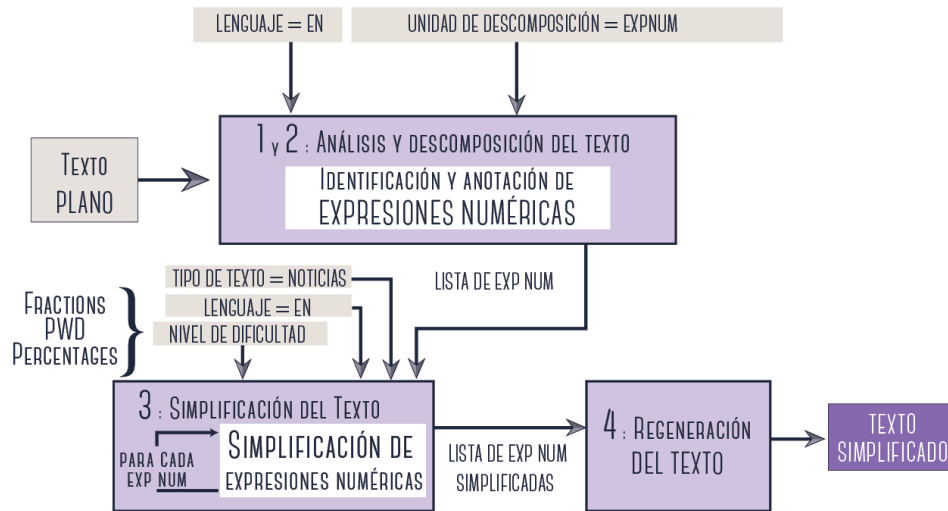 LENGUAJE = EN
UNIDAD DE DESCOMPOSICIÓN = EXPNUM
1 Y 2 : ANÁLISIS Y DESCOMPOSICIÓN DEL TEXTO
IDENTIFICACIÓN Y ANOTACIÓN DE
EXPRESIONES NUMÉRICAS
TEXTO
PLANO
LISTA DE EXP NUM
TIPO DE TEXTO = NOTICIAS
LENGUAJE = EN
NIVEL DE DIFICULTAD
FRACTIONS
PWD
PERCENTAGES
3 : SIMPLIFICACIÓN DEL TEXTO
PARA CADA
EXP NUM
SIMPLIFICACIÓN DE
EXPRESIONES NUMÉRICAS
LISTA DE EXP NUM
SIMPLIFICADAS
4 : REGENERACIÓN
DEL TEXTO
TEXTO
SIMPLIFICADO